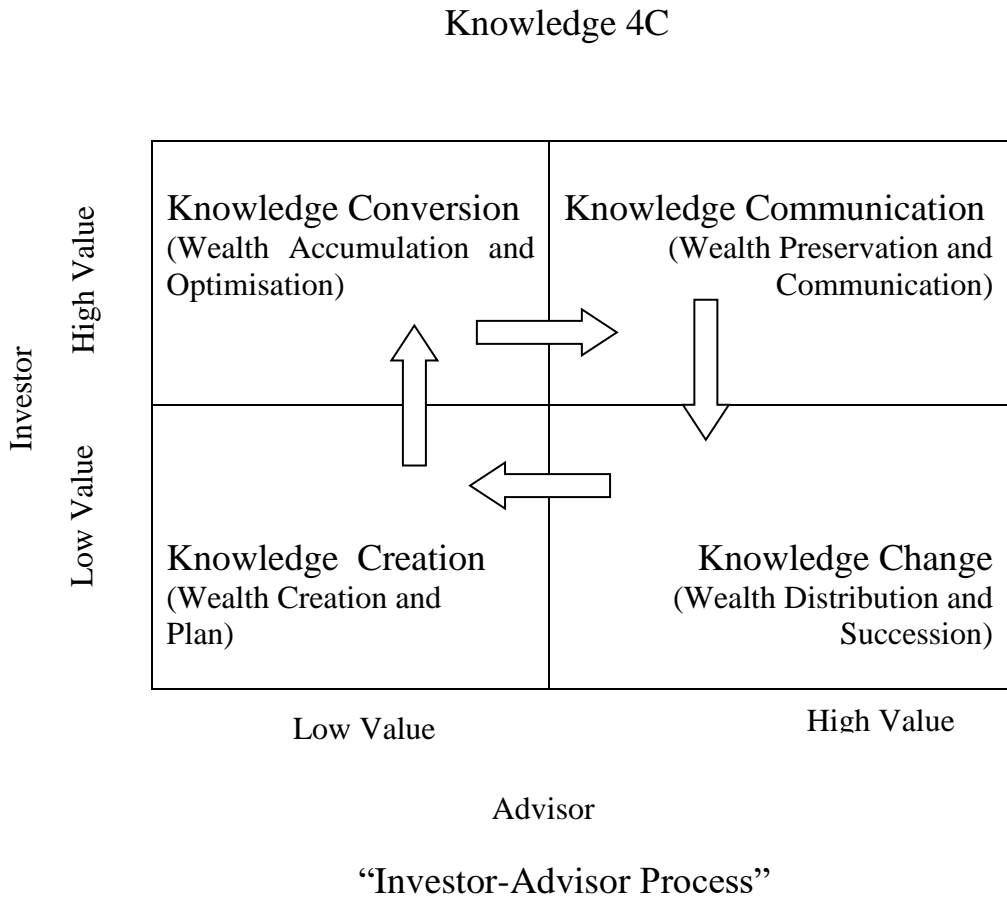 Knowledge 4C
Knowledge Conversion
(Wealth Accumulation and
Optimisation)
Knowledge Communication
(Wealth Preservation and
Communication)
High Value
Investor
Low Value
Knowledge Creation
(Wealth Creation and
Plan)
Knowledge Change
(Wealth Distribution and
Succession)
Low Value
High Value
Advisor
“Investor-Advisor Process”